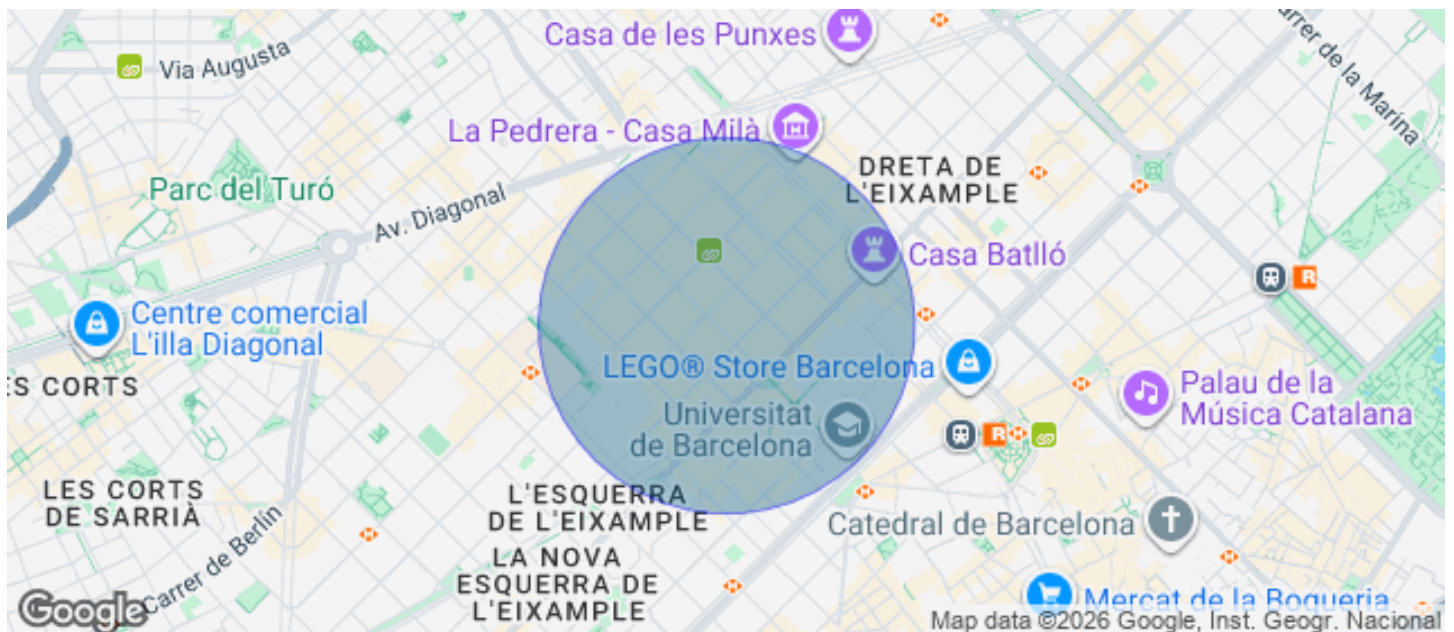 Casa de les Punxes
Via Augusta
Carrer de la Marina
La Pedrera - Casa Milà
DRETA DE
L'EIXAMPLE
Parc del Turó
Av. Diagonal
Casa Batlló
R
Centre comercial
L'illa Diagonal
LEGO® Store Barcelona
ES CORTS
Palau de la
Música Catalana
Universitat
de Barcelona
R
LES CORTS
DE SARRIÀ
L'ESQUERRA
DE L'EIXAMPLE
Catedral de Barcelona
LA NOVA
ESQUERRA DE
L'EIXAMPLE
Carrer de Berlín
Mercat de la Boqueria
Google
Map data ©2026 Google, Inst. Geogr. Nacional